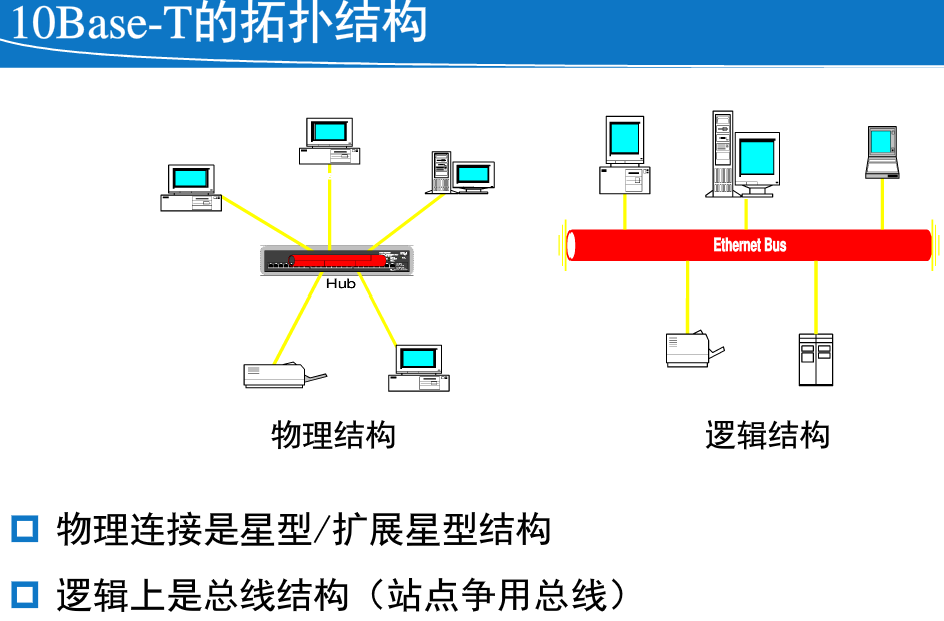 10Base-T的拓扑结构
Hub
Ethernet Bus
物理结构
逻辑结构
物理连接是星型/扩展星型结构
逻辑上是总线结构（站点争用总线）